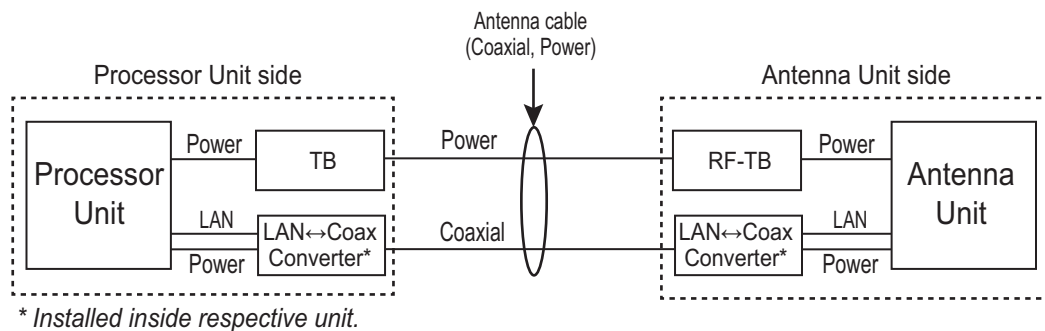 Antenna cable
(Coaxial, Power)
Processor Unit side
Antenna Unit side
Processor
Unit
Power
TB
Power
RF-TB
Power
Antenna
Unit
LAN
Power
LAN↔Coax
Converter*
Coaxial
LAN↔Coax
Converter*
LAN
Power
* Installed inside respective unit.